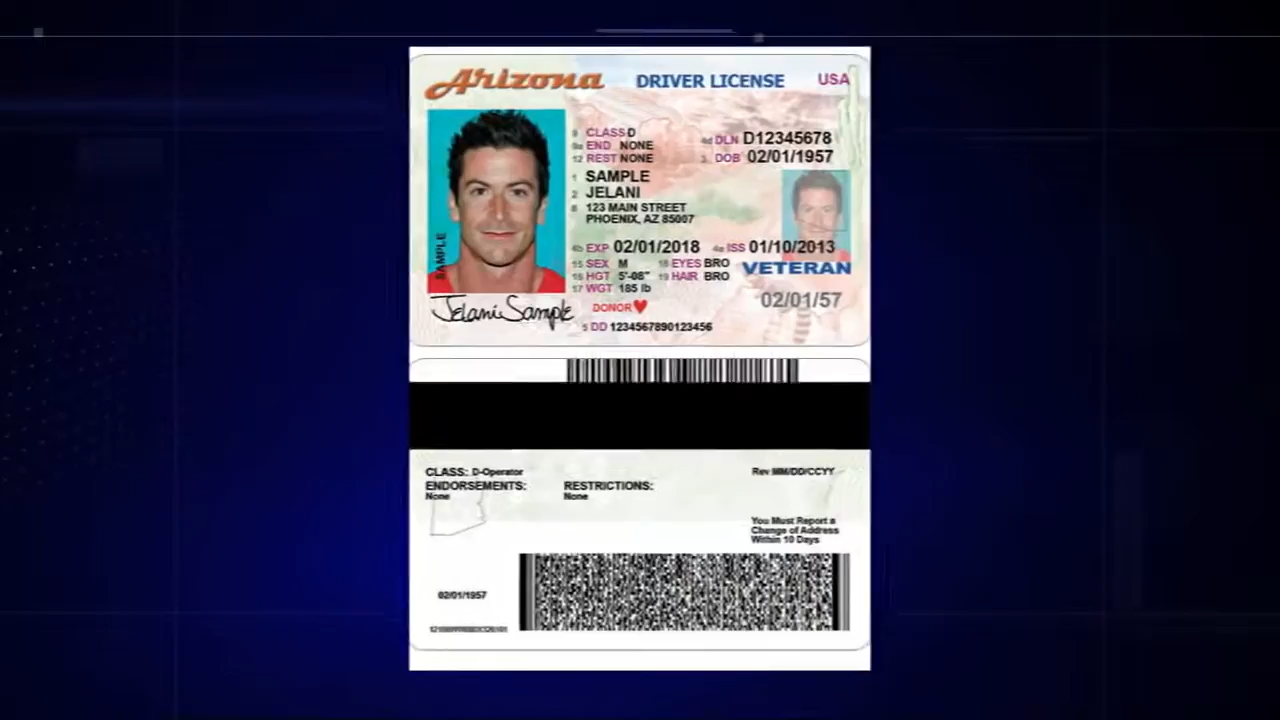 Arizona DRIVER LICENSE USA
9 CLASS D
9a END NONE
4d DLN D12345678
12 REST NONE
3 DOB 02/01/1957
1 SAMPLE
2 JELANI
8 123 MAIN STREET
PHOENIX, AZ 85007
4b EXP 02/01/2018 4a ISS 01/10/2013
15 SEX M 18 EYES BRO
16 HGT 5'-08" 19 HAIR BRO
17 WGT 185 lb
VETERAN
02/01/57
SAMPLE
Jelani Sample
DONOR
5 DD 1234567890123456
CLASS: D-Operator
Rev MM/DD/CCYY
ENDORSEMENTS: RESTRICTIONS:
None None
You Must Report a
Change of Address
Within 10 Days
02/01/1957